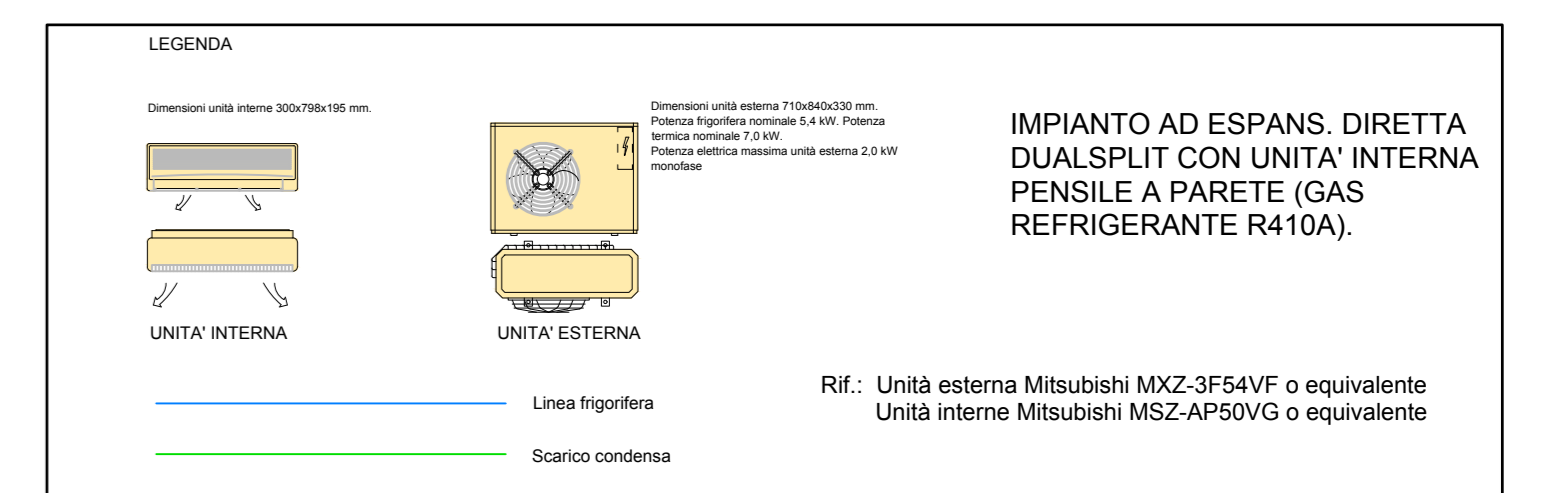 LEGENDA
Dimensioni unità interne 300x798x195 mm.
Dimensioni unità esterna 710x840x330 mm.
Potenza frigorifera nominale 5,4 kW. Potenza
termica nominale 7,0 kW.
Potenza elettrica massima unità esterna 2,0 kW
monofase
IMPIANTO AD ESPANS. DIRETTA
DUALSPLIT CON UNITA' INTERNA
PENSILE A PARETE (GAS
REFRIGERANTE R410A).
UNITA' INTERNA
UNITA' ESTERNA
Rif.: Unità esterna Mitsubishi MXZ-3F54VF o equivalente
Unità interne Mitsubishi MSZ-AP50VG o equivalente
Linea frigorifera
Scarico condensa